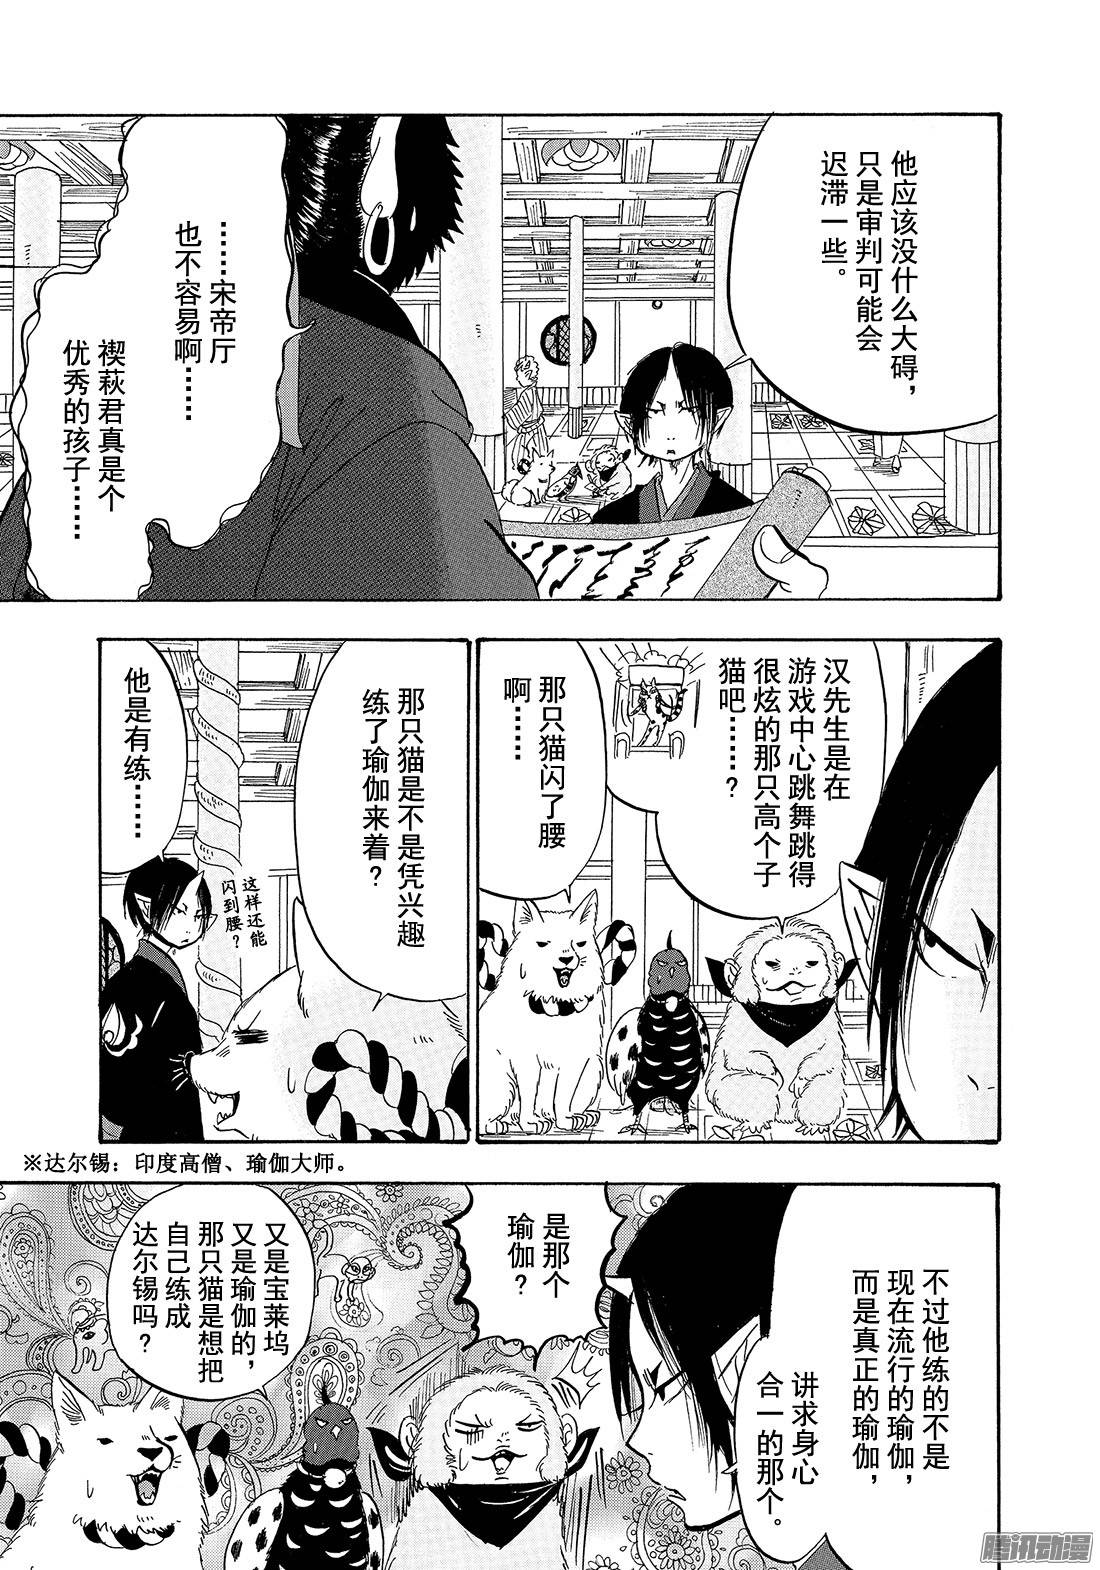 他应该没什么大碍，
只是审判可能会
迟滞一些。
……宋帝厅
也不容易啊……
禊萩君真是个
优秀的孩子……
汉先生是在
游戏中心跳舞跳得
很炫的那只高个子
猫吧……？
那只猫闪了腰
啊……
那只猫是不是凭兴趣
练了瑜伽来着？
这样还能
闪到腰？
他是有练……
※达尔锡：印度高僧、瑜伽大师。
不过他练的不是
现在流行的瑜伽，
而是真正的瑜伽，
讲求身心
合一的那个。
是那个
瑜伽？
又是宝莱坞
又是瑜伽的，
那只猫是想把
自己练成
达尔锡吗？
腾讯动漫